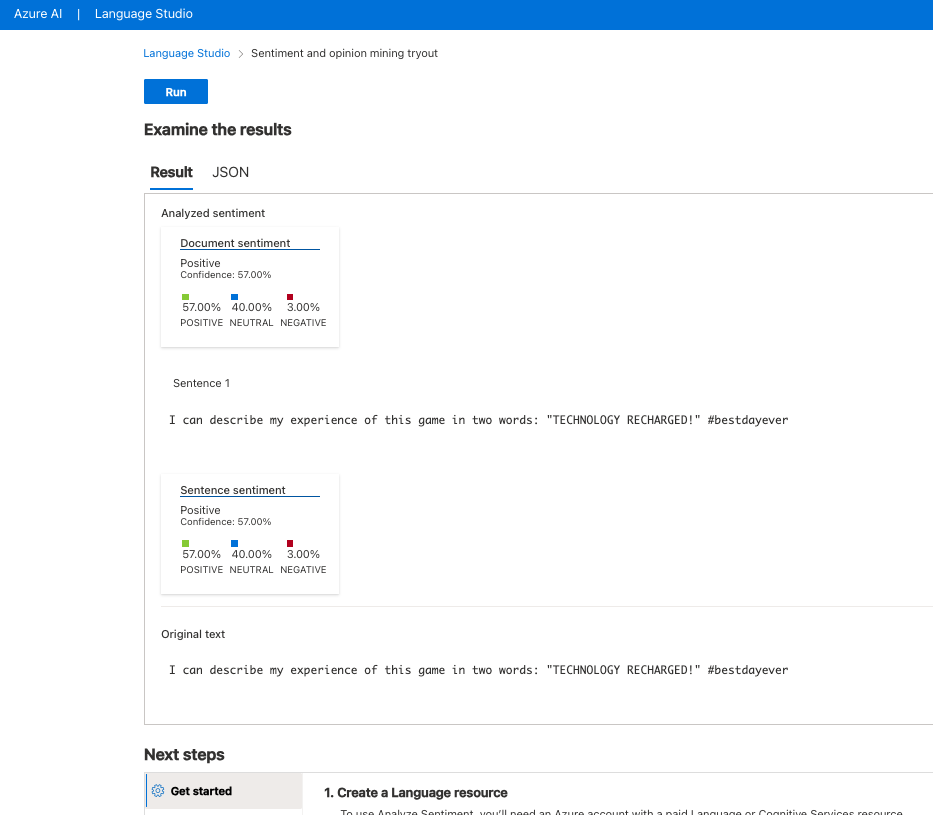 Azure AI | Language Studio
Language Studio > Sentiment and opinion mining tryout
Run
Examine the results
Result JSON
Analyzed sentiment
Document sentiment
Positive
Confidence: 57.00%
57.00% 40.00% 3.00%
POSITIVE NEUTRAL NEGATIVE
Sentence 1
I can describe my experience of this game in two words: "TECHNOLOGY RECHARGED!" #bestdayever
Sentence sentiment
Positive
Confidence: 57.00%
57.00% 40.00% 3.00%
POSITIVE NEUTRAL NEGATIVE
Original text
I can describe my experience of this game in two words: "TECHNOLOGY RECHARGED!" #bestdayever
Next steps
Get started
1. Create a Language resource
To use Analyze Sentiment, you'll need an Azure account with a paid Language or Cognitive Services resource